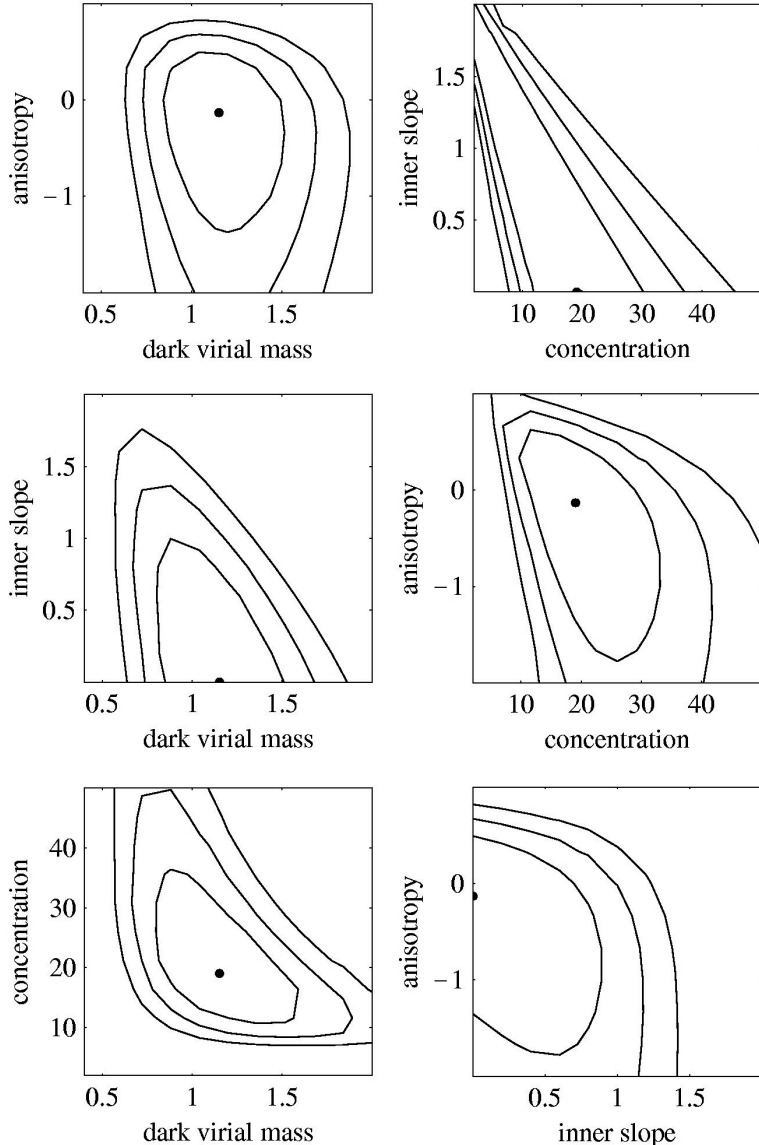 0
−1
anisotropy
0.5 1 1.5
dark virial mass
1.5
1
0.5
inner slope
10 20 30 40
concentration
1.5
1
0.5
inner slope
0.5 1 1.5
dark virial mass
0
−1
anisotropy
10 20 30 40
concentration
40
30
20
10
concentration
0.5 1 1.5
dark virial mass
0
−1
anisotropy
0.5 1 1.5
inner slope